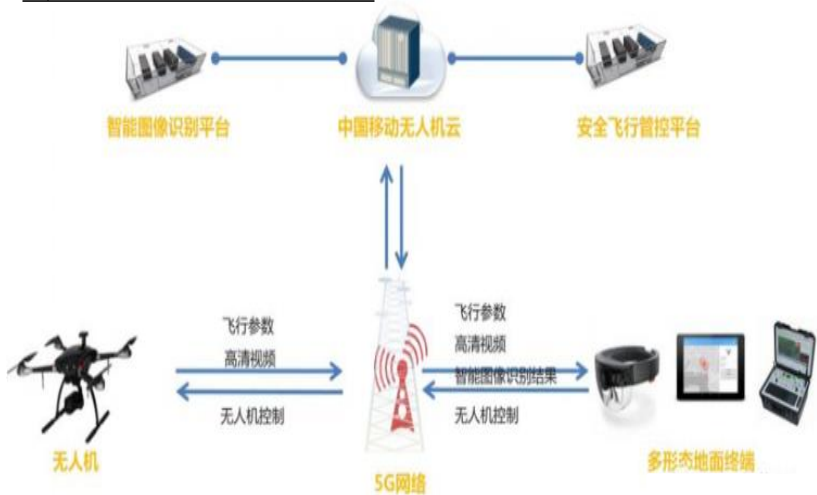 智能图像识别平台
中国移动无人机云
安全飞行管控平台
飞行参数
高清视频
无人机控制
飞行参数
高清视频
智能图像识别结果
无人机控制
无人机
5G网络
多形态地面终端